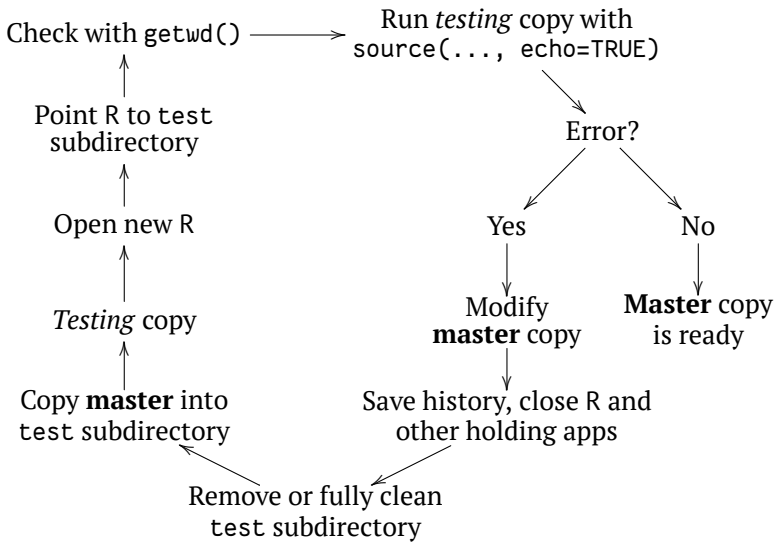 Check with getwd()
Run testing copy with
source(..., echo=TRUE)
Point R to test
subdirectory
Error?
Open new R
Yes
No
Testing copy
Modify
master copy
Master copy
is ready
Copy master into
test subdirectory
Save history, close R and
other holding apps
Remove or fully clean
test subdirectory